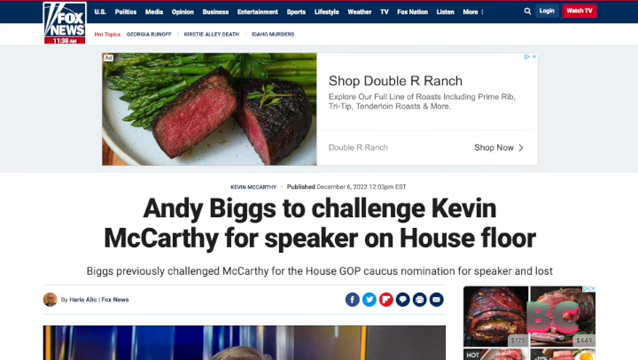 FOX
NEWS
11:38 AM
U.S. Politics Media Opinion Business Entertainment Sports Lifestyle Weather TV Fox Nation Listen More
Login
Watch TV
Hot Topics GEORGIA RUNOFF KIRSTIE ALLEY DEATH IDAHO MURDERS
Ad
Shop Double R Ranch
Explore Our Full Line of Roasts Including Prime Rib,
Tri-Tip, Tenderloin Roasts & More.
Double R Ranch
Shop Now
KEVIN MCCARTHY · Published December 6, 2022 12:03pm EST
Andy Biggs to challenge Kevin
McCarthy for speaker on House floor
Biggs previously challenged McCarthy for the House GOP caucus nomination for speaker and lost
By Haris Alic | Fox News
BC
$175
$449